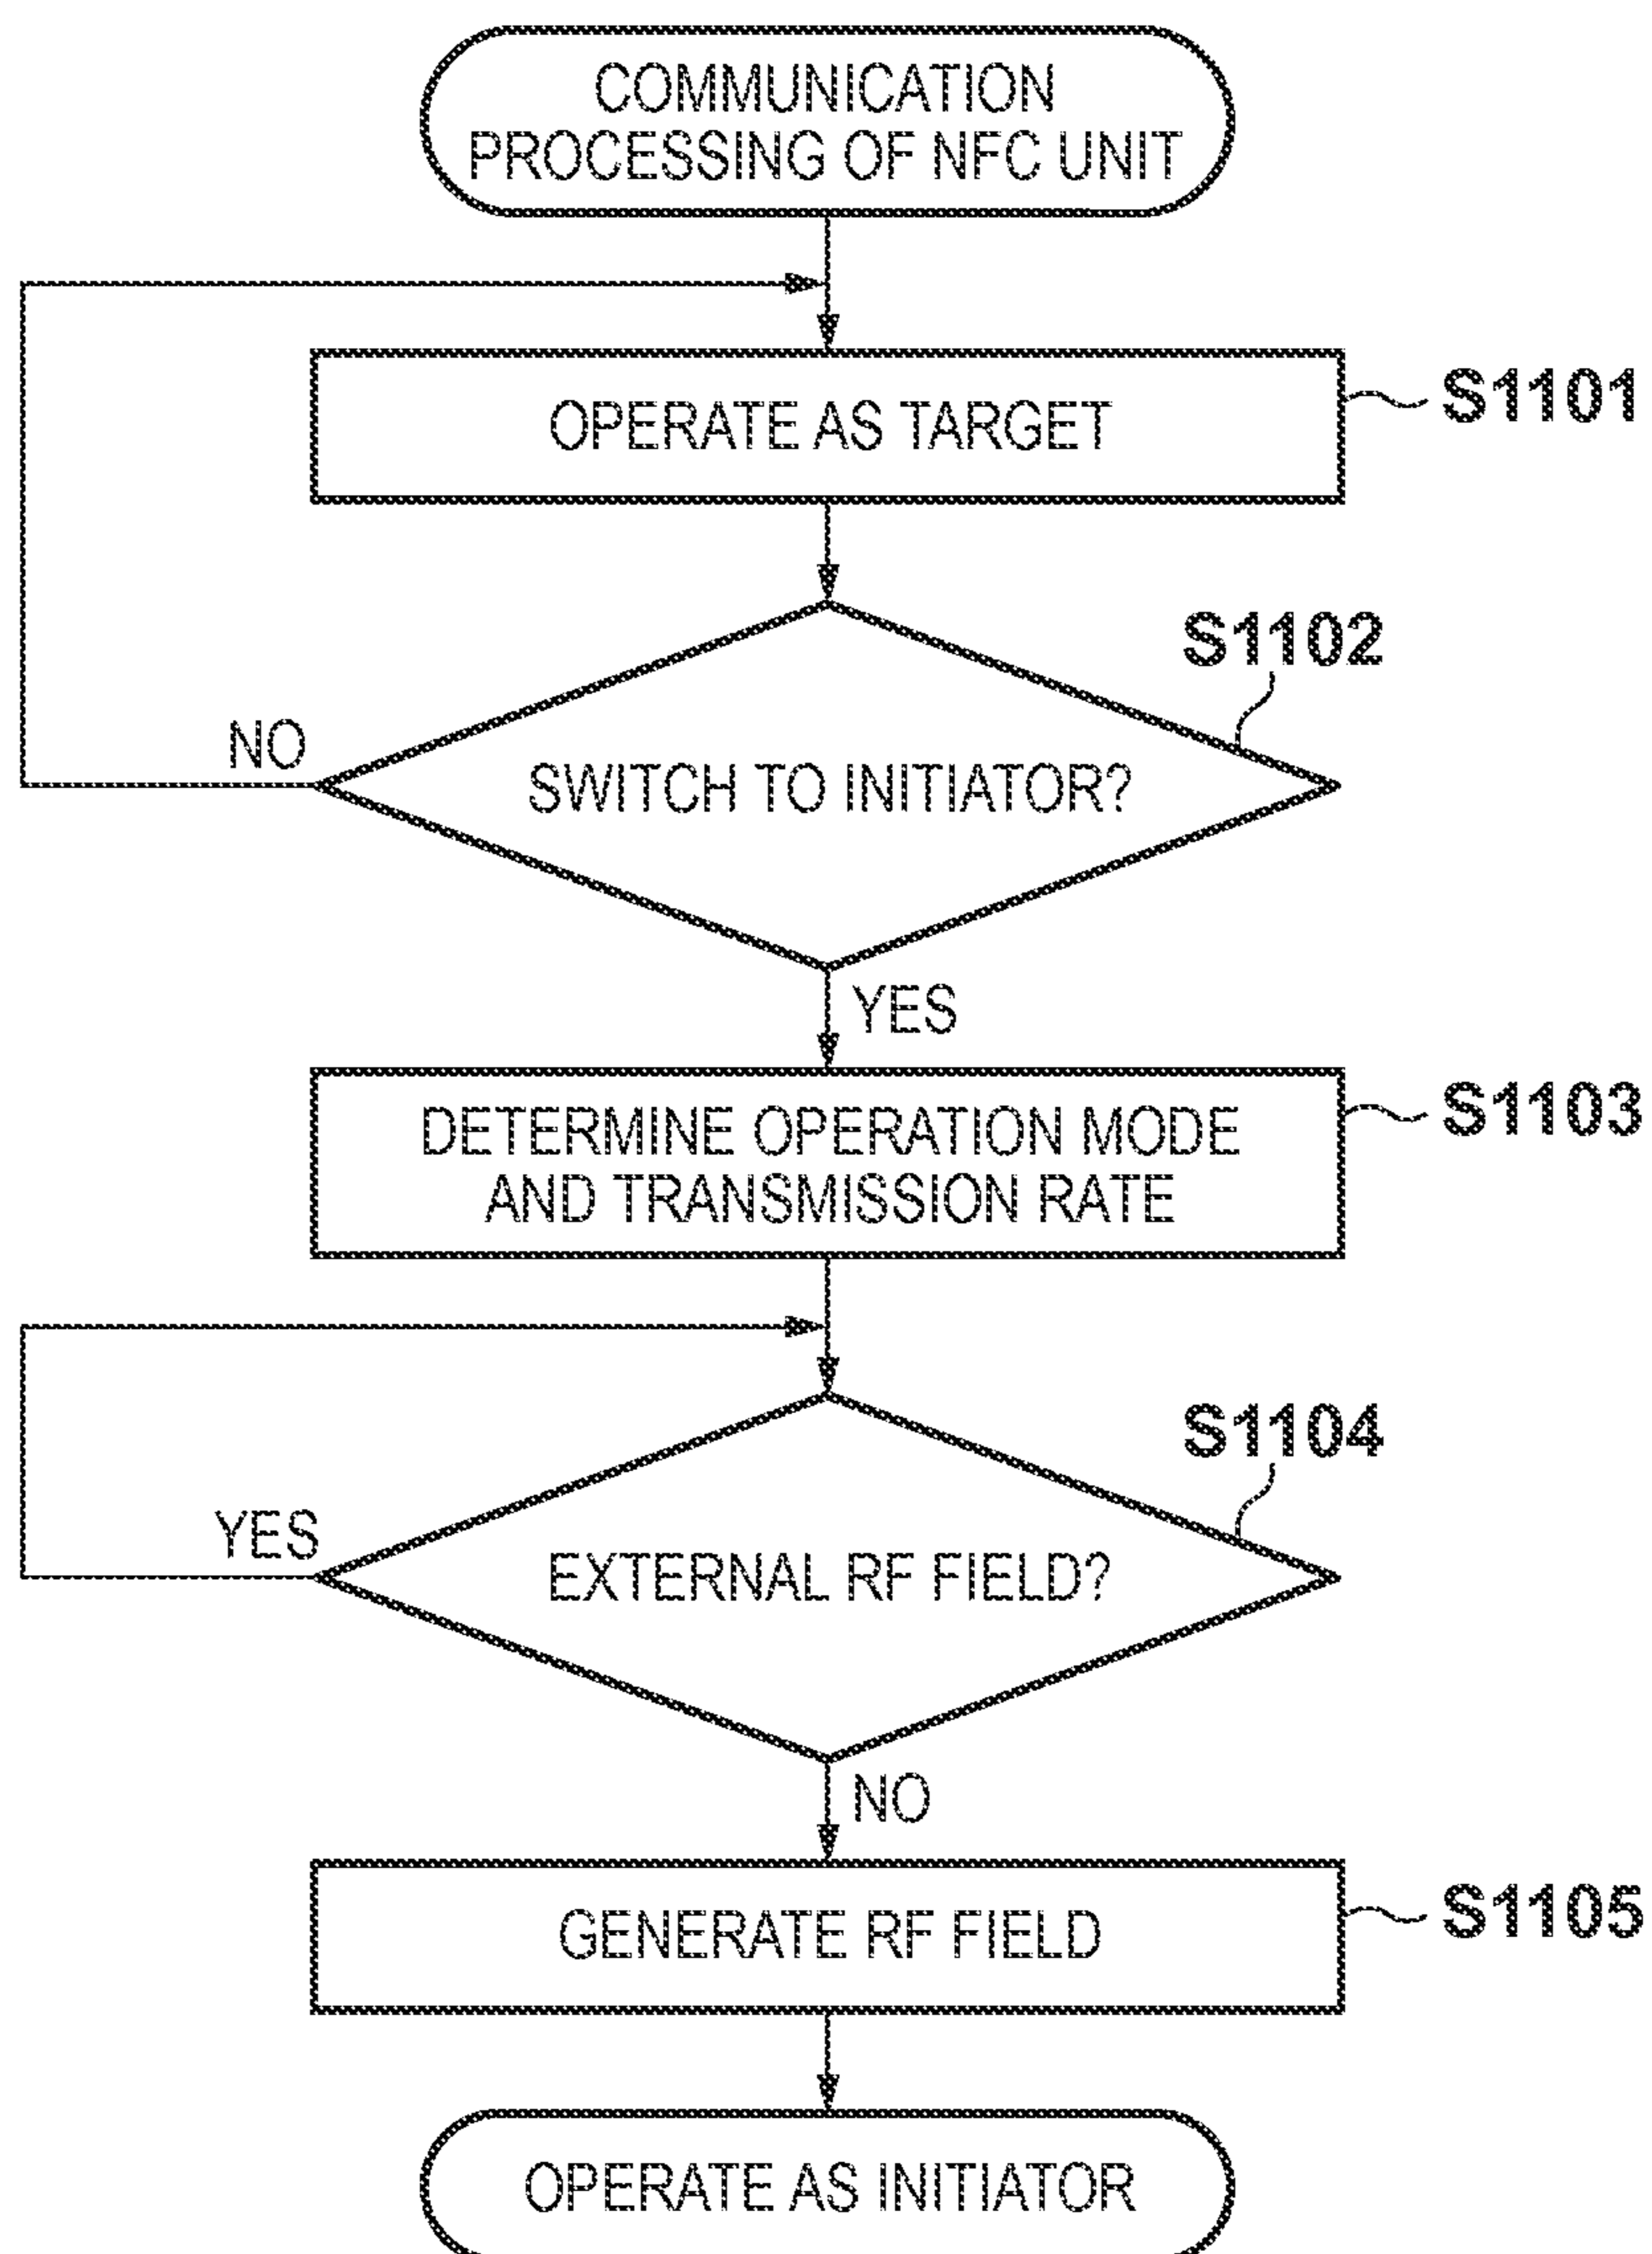 COMMUNICATION
PROCESSING OF NFC UNIT
OPERATE AS TARGET
S1101
S1102
NO
SWITCH TO INITIATOR?
YES
DETERMINE OPERATION MODE
AND TRANSMISSION RATE
S1103
S1104
YES
EXTERNAL RF FIELD?
NO
GENERATE RF FIELD
S1105
OPERATE AS INITIATOR